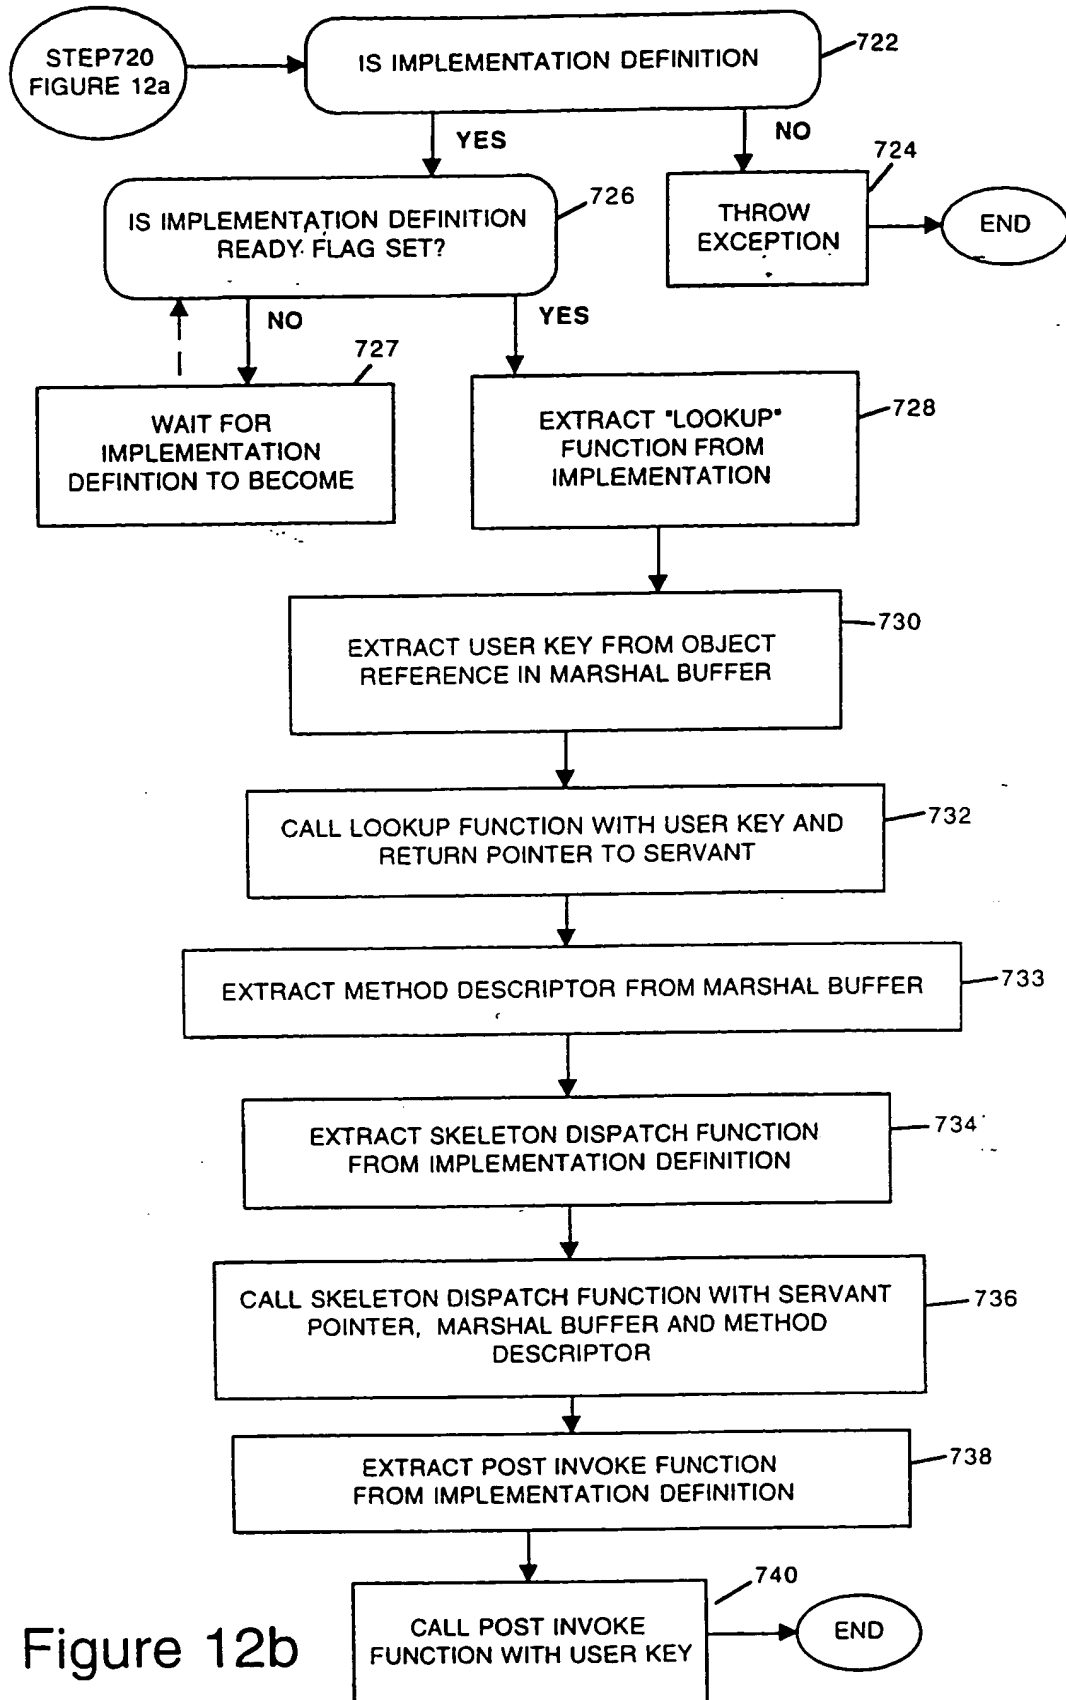 STEP720
FIGURE 12a
IS IMPLEMENTATION DEFINITION
722
YES
NO
724
IS IMPLEMENTATION DEFINITION
READY FLAG SET?
726
THROW
EXCEPTION
END
NO
YES
727
WAIT FOR
IMPLEMENTATION
DEFINTION TO BECOME
EXTRACT "LOOKUP"
FUNCTION FROM
IMPLEMENTATION
728
EXTRACT USER KEY FROM OBJECT
REFERENCE IN MARSHAL BUFFER
730
CALL LOOKUP FUNCTION WITH USER KEY AND
RETURN POINTER TO SERVANT
732
EXTRACT METHOD DESCRIPTOR FROM MARSHAL BUFFER
733
EXTRACT SKELETON DISPATCH FUNCTION
FROM IMPLEMENTATION DEFINITION
734
CALL SKELETON DISPATCH FUNCTION WITH SERVANT
POINTER, MARSHAL BUFFER AND METHOD
DESCRIPTOR
736
EXTRACT POST INVOKE FUNCTION
FROM IMPLEMENTATION DEFINITION
738
740
CALL POST INVOKE
FUNCTION WITH USER KEY
END
Figure 12b